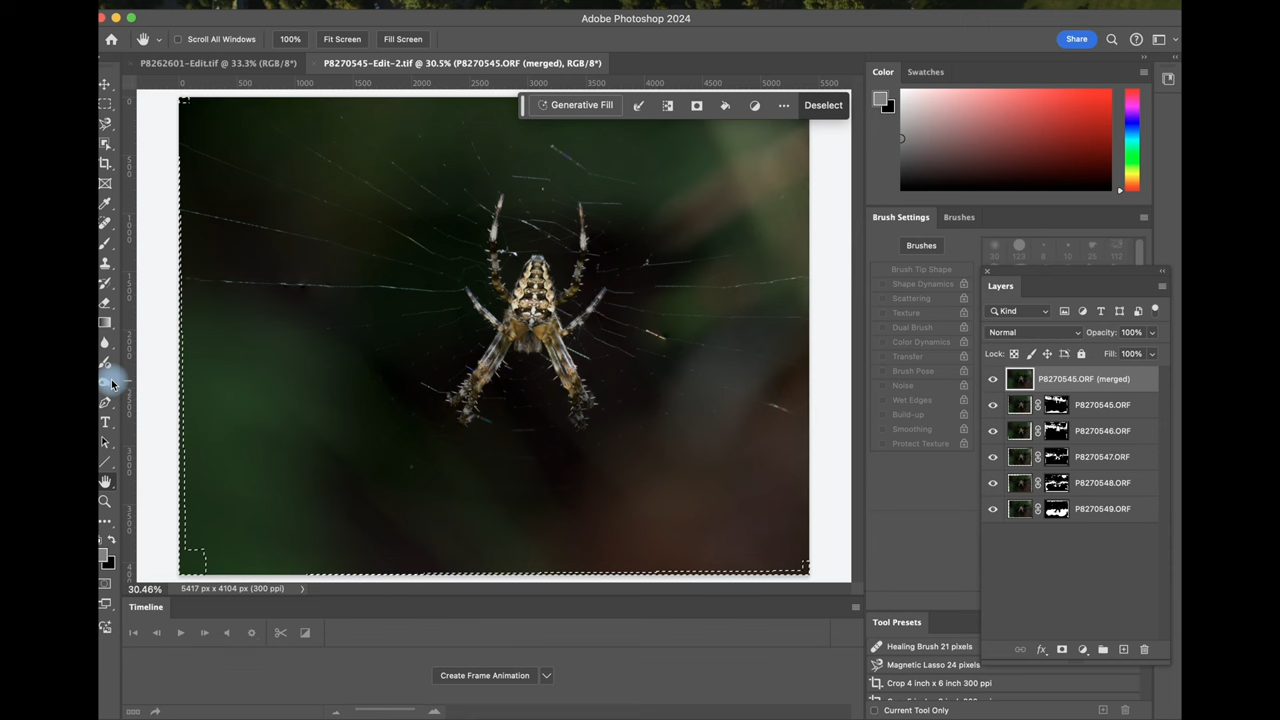 Adobe Photoshop 2024
Scroll All Windows
100%
Fit Screen
Fill Screen
Share
P8262601-Edit.tif @ 33.3% (RGB/8*)
P8270545-Edit-2.tif @ 30.5% (P8270545.ORF (merged), RGB/8*)
0 500 1000 1500 2000 2500 3000 3500 4000 4500 5000 5500
Generative Fill
Deselect
30.46%
5417 px x 4104 px (300 ppi)
Timeline
Create Frame Animation
Color
Swatches
Brush Settings
Brushes
Brushes
30 123 8 10 25 112
Brush Tip Shape
Shape Dynamics
Scattering
Texture
Dual Brush
Color Dynamics
Transfer
Brush Pose
Noise
Wet Edges
Build-up
Smoothing
Protect Texture
Layers
Kind
Normal
Opacity: 100%
Lock:
Fill: 100%
P8270545.ORF (merged)
P8270545.ORF
P8270546.ORF
P8270547.ORF
P8270548.ORF
P8270549.ORF
Tool Presets
Healing Brush 21 pixels
Magnetic Lasso 24 pixels
Crop 4 inch x 6 inch 300 ppi
Current Tool Only